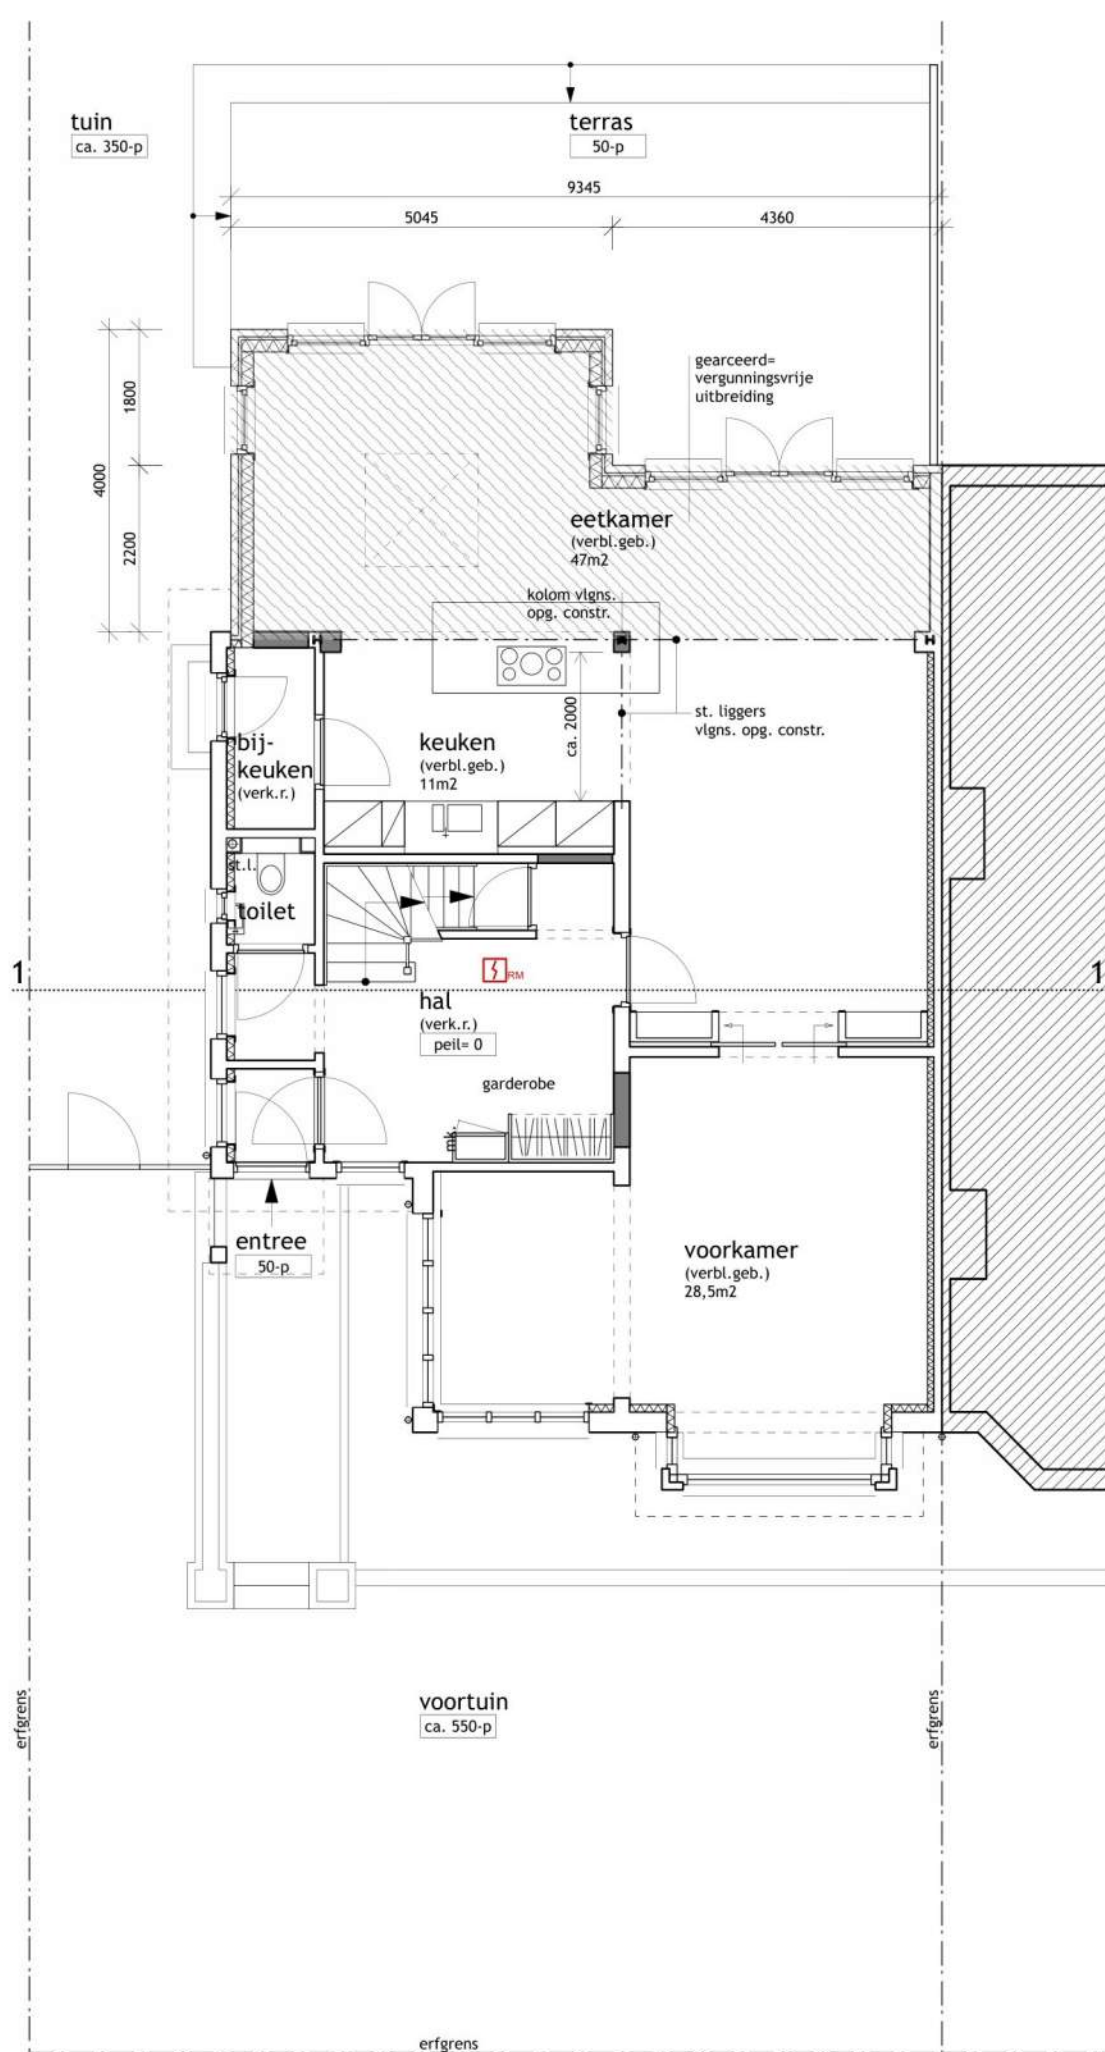 tuin
ca. 350-p
terras
50-p
9345
5045
4360
1800
4000
2200
gearceerd=
vergunningsvrije
uitbreiding
eetkamer
(verbl.geb.)
47m2
kolom vlgns.
opg. constr.
ca. 2000
st. liggers
vlgns. opg. constr.
bij-
keuken
(verk.r.)
keuken
(verbl.geb.)
11m2
st.l.
toilet
1
1
RM
hal
(verk.r.)
peil= 0
garderobe
entree
50-p
voorkamer
(verbl.geb.)
28,5m2
voortuin
ca. 550-p
erfgrens
erfgrens
erfgrens